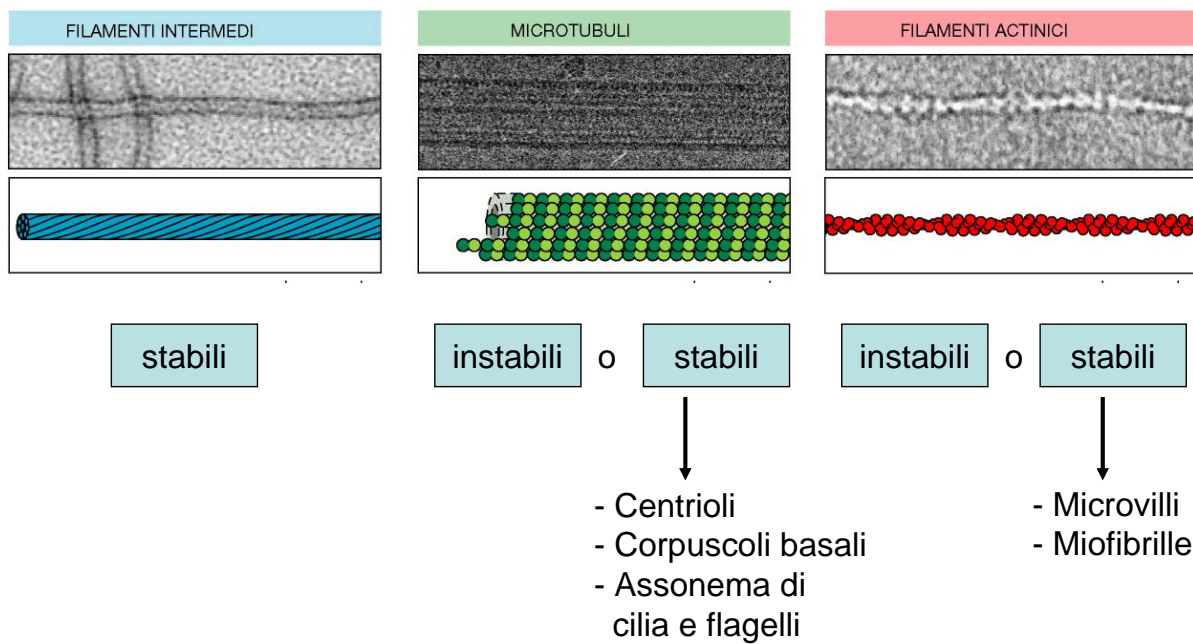 FILAMENTI INTERMEDI
MICROTUBULI
FILAMENTI ACTINICI
stabili
instabili o stabili
instabili o stabili
- Centrioli
- Corpuscoli basali
- Assonema di
cilia e flagelli
- Microvilli
- Miofibrille